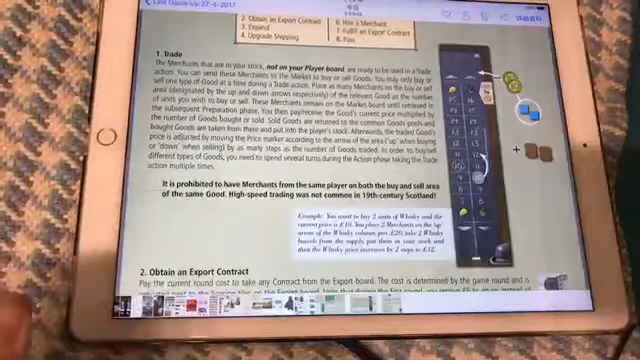 2. Obtain an Export Contract
3. Expand
4. Upgrade Shipping
6. Hire a Merchant
7. Fulfill an Export Contract
8. Pass
1. Trade
The Merchants that are in your stock, not on your Player board, are ready to be used in a Trade
action. You can send these Merchants to the Market to buy or sell Goods. You may only buy or
sell one type of Good at a time during a Trade action. Place as many Merchants on the buy or sell
area (designated by the up and down arrows respectively) of the relevant Good as the number
of units you wish to buy or sell. These Merchants remain on the Market board until retrieved in
the subsequent Preparation phase. You then pay/receive the Good's current price multiplied by
the number of Goods bought or sold. Sold Goods are returned to the common Goods pools and
bought Goods are taken from there and put into the player's stock. Afterwards, the traded Good's
price is adjusted by moving the Price marker according to the arrow of the area ('up' when buying
or 'down' when selling) by as many steps as the number of Goods traded. In order to buy/sell
different types of Goods, you need to spend several turns during the Action phase taking the Trade
action multiple times.
It is prohibited to have Merchants from the same player on both the buy and sell area
of the same Good. High-speed trading was not common in 19th-century Scotland!
Example: You want to buy 2 units of Whisky and the
current price is £10. You place 2 Merchants on the 'up'
arrow of the Whisky column, pay £20, take 2 Whisky
barrels from the supply, put them in your stock and
then the Whisky price increases by 2 steps to £12.
2. Obtain an Export Contract
Pay the current round cost to take any Contract from the Export board. The cost is determined by the game round and is